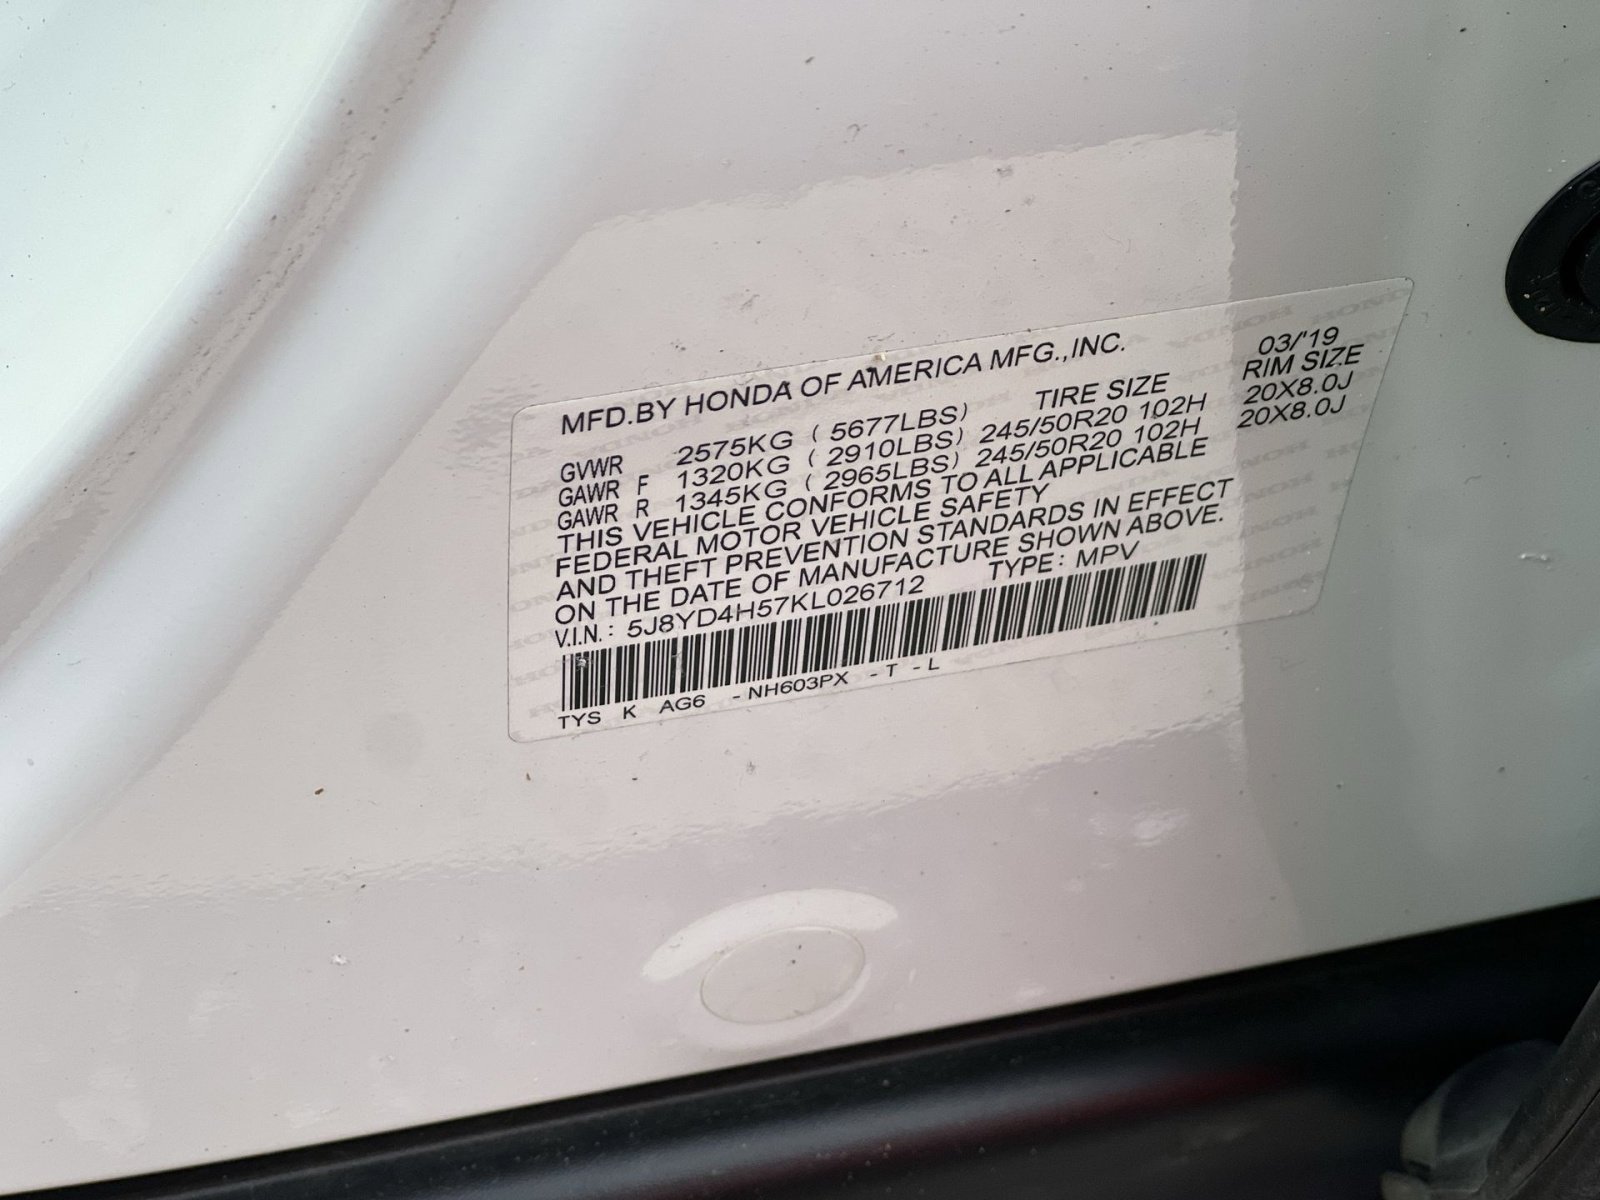 MFD.BY HONDA OF AMERICA MFG.,INC. 03/'19
TIRE SIZE RIM SIZE
GVWR 2575KG ( 5677LBS)
GAWR F 1320KG ( 2910LBS) 245/50R20 102H 20X8.0J
GAWR R 1345KG ( 2965LBS) 245/50R20 102H 20X8.0J
THIS VEHICLE CONFORMS TO ALL APPLICABLE
FEDERAL MOTOR VEHICLE SAFETY
AND THEFT PREVENTION STANDARDS IN EFFECT
ON THE DATE OF MANUFACTURE SHOWN ABOVE.
V.I.N.: 5J8YD4H57KL026712 TYPE: MPV
TYS K AG6 -NH603PX -T -L